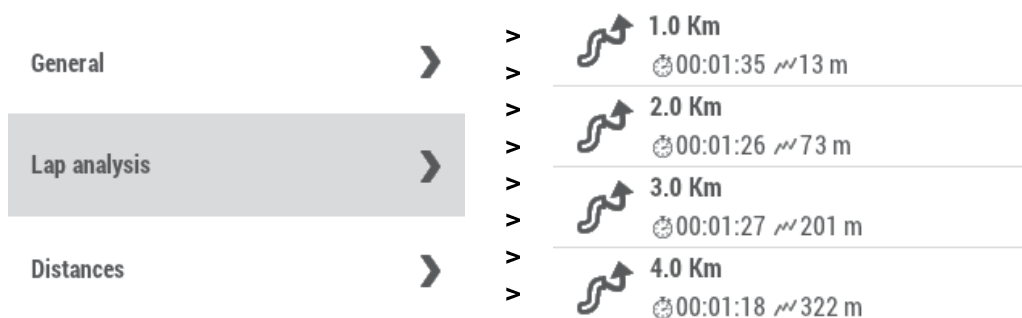 General
Lap analysis
Distances
>
>
>
>
>
>
>
>
1.0 Km
00:01:35 13 m
2.0 Km
00:01:26 73 m
3.0 Km
00:01:27 201 m
4.0 Km
00:01:18 322 m